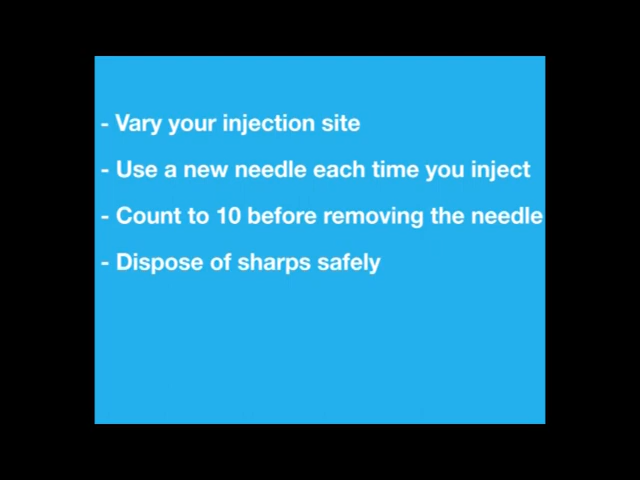 - Vary your injection site
- Use a new needle each time you inject
- Count to 10 before removing the needle
- Dispose of sharps safely